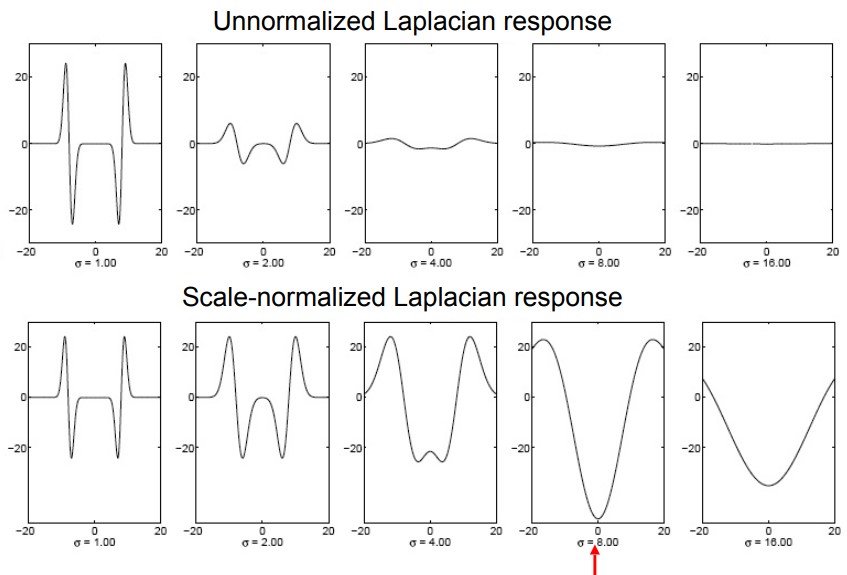 Unnormalized Laplacian response
20 20 20 20 20
0 0 0 0 0
−20 −20 −20 −20 −20
−20 0 20 −20 0 20 −20 0 20 −20 0 20 −20 0 20
σ = 1.00 σ = 2.00 σ = 4.00 σ = 8.00 σ = 16.00
Scale-normalized Laplacian response
20 20 20 20 20
0 0 0 0 0
−20 −20 −20 −20 −20
−20 0 20 −20 0 20 −20 0 20 −20 0 20 −20 0 20
σ = 1.00 σ = 2.00 σ = 4.00 σ = 8.00 σ = 16.00